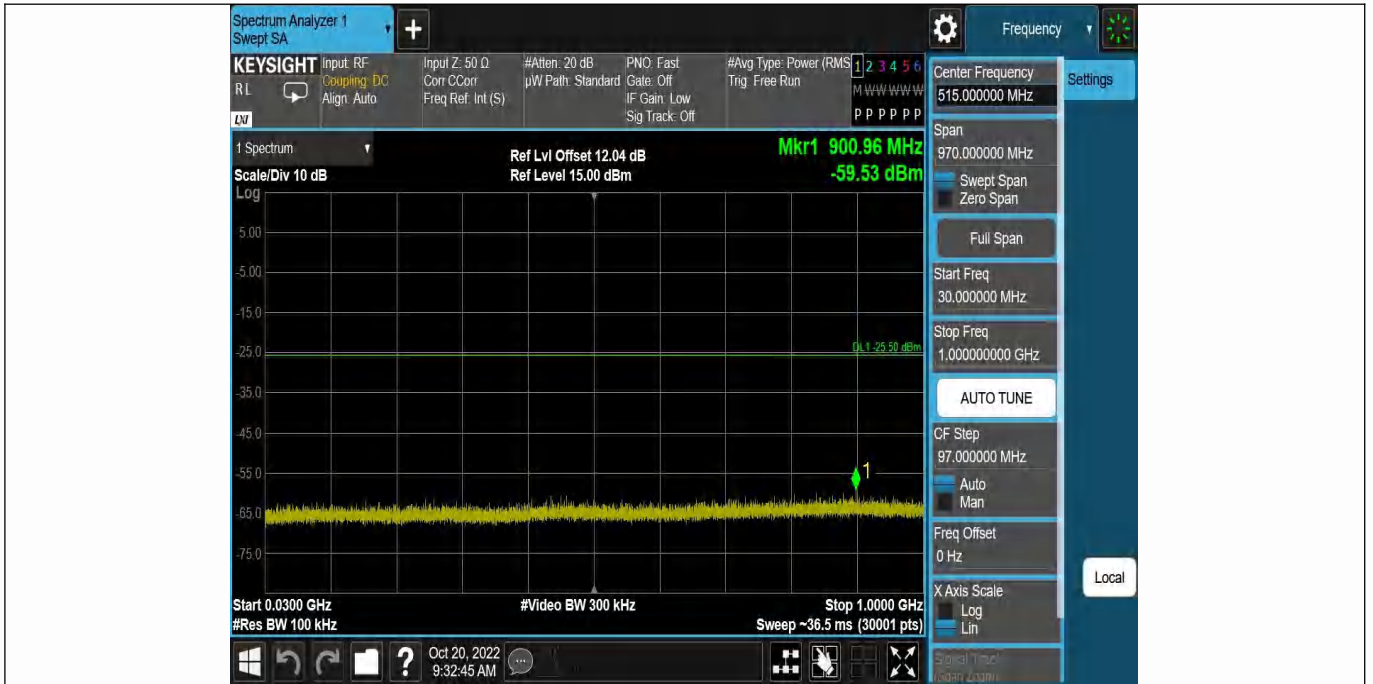 Spectrum Analyzer 1
Swept SA
+
Frequency
KEYSIGHT
RL
LXI
Input: RF
Coupling: DC
Align: Auto
Input Z: 50 Ω
Corr CCorr
Freq Ref: Int (S)
#Atten: 20 dB
µW Path: Standard
PNO: Fast
Gate: Off
IF Gain: Low
Sig Track: Off
#Avg Type: Power (RMS
Trig: Free Run
1 2 3 4 5 6
M W W W W W
P P P P P P
Center Frequency
515.000000 MHz
Settings
1 Spectrum
Scale/Div 10 dB
Ref Lvl Offset 12.04 dB
Ref Level 15.00 dBm
Mkr1 900.96 MHz
-59.53 dBm
Log
5.00
-5.00
-15.0
-25.0
-35.0
-45.0
-55.0
-65.0
-75.0
DL1 -25.50 dBm
1
Span
970.000000 MHz
Swept Span
Zero Span
Full Span
Start Freq
30.000000 MHz
Stop Freq
1.000000000 GHz
AUTO TUNE
CF Step
97.000000 MHz
Auto
Man
Freq Offset
0 Hz
X Axis Scale
Log
Lin
Signal Track
(Span Zoom)
Local
Start 0.0300 GHz
#Res BW 100 kHz
#Video BW 300 kHz
Stop 1.0000 GHz
Sweep ~36.5 ms (30001 pts)
?
Oct 20, 2022
9:32:45 AM